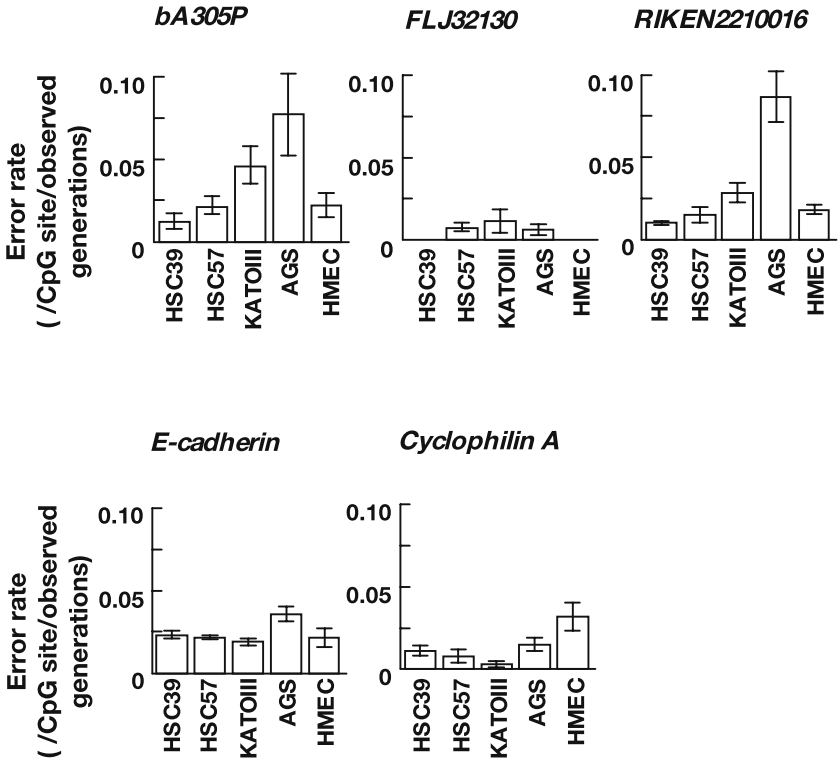 bA305P
FLJ32130
RIKEN2210016
Error rate
( /CpG site/observed
generations)
0.10
0.05
0
HSC39
HSC57
KATOIII
AGS
HMEC
0.10
0.05
0
HSC39
HSC57
KATOIII
AGS
HMEC
0.10
0.05
0
HSC39
HSC57
KATOIII
AGS
HMEC
E-cadherin
Cyclophilin A
Error rate
( /CpG site/observed
generations)
0.10
0.05
0
HSC39
HSC57
KATOIII
AGS
HMEC
0.10
0.05
0
HSC39
HSC57
KATOIII
AGS
HMEC